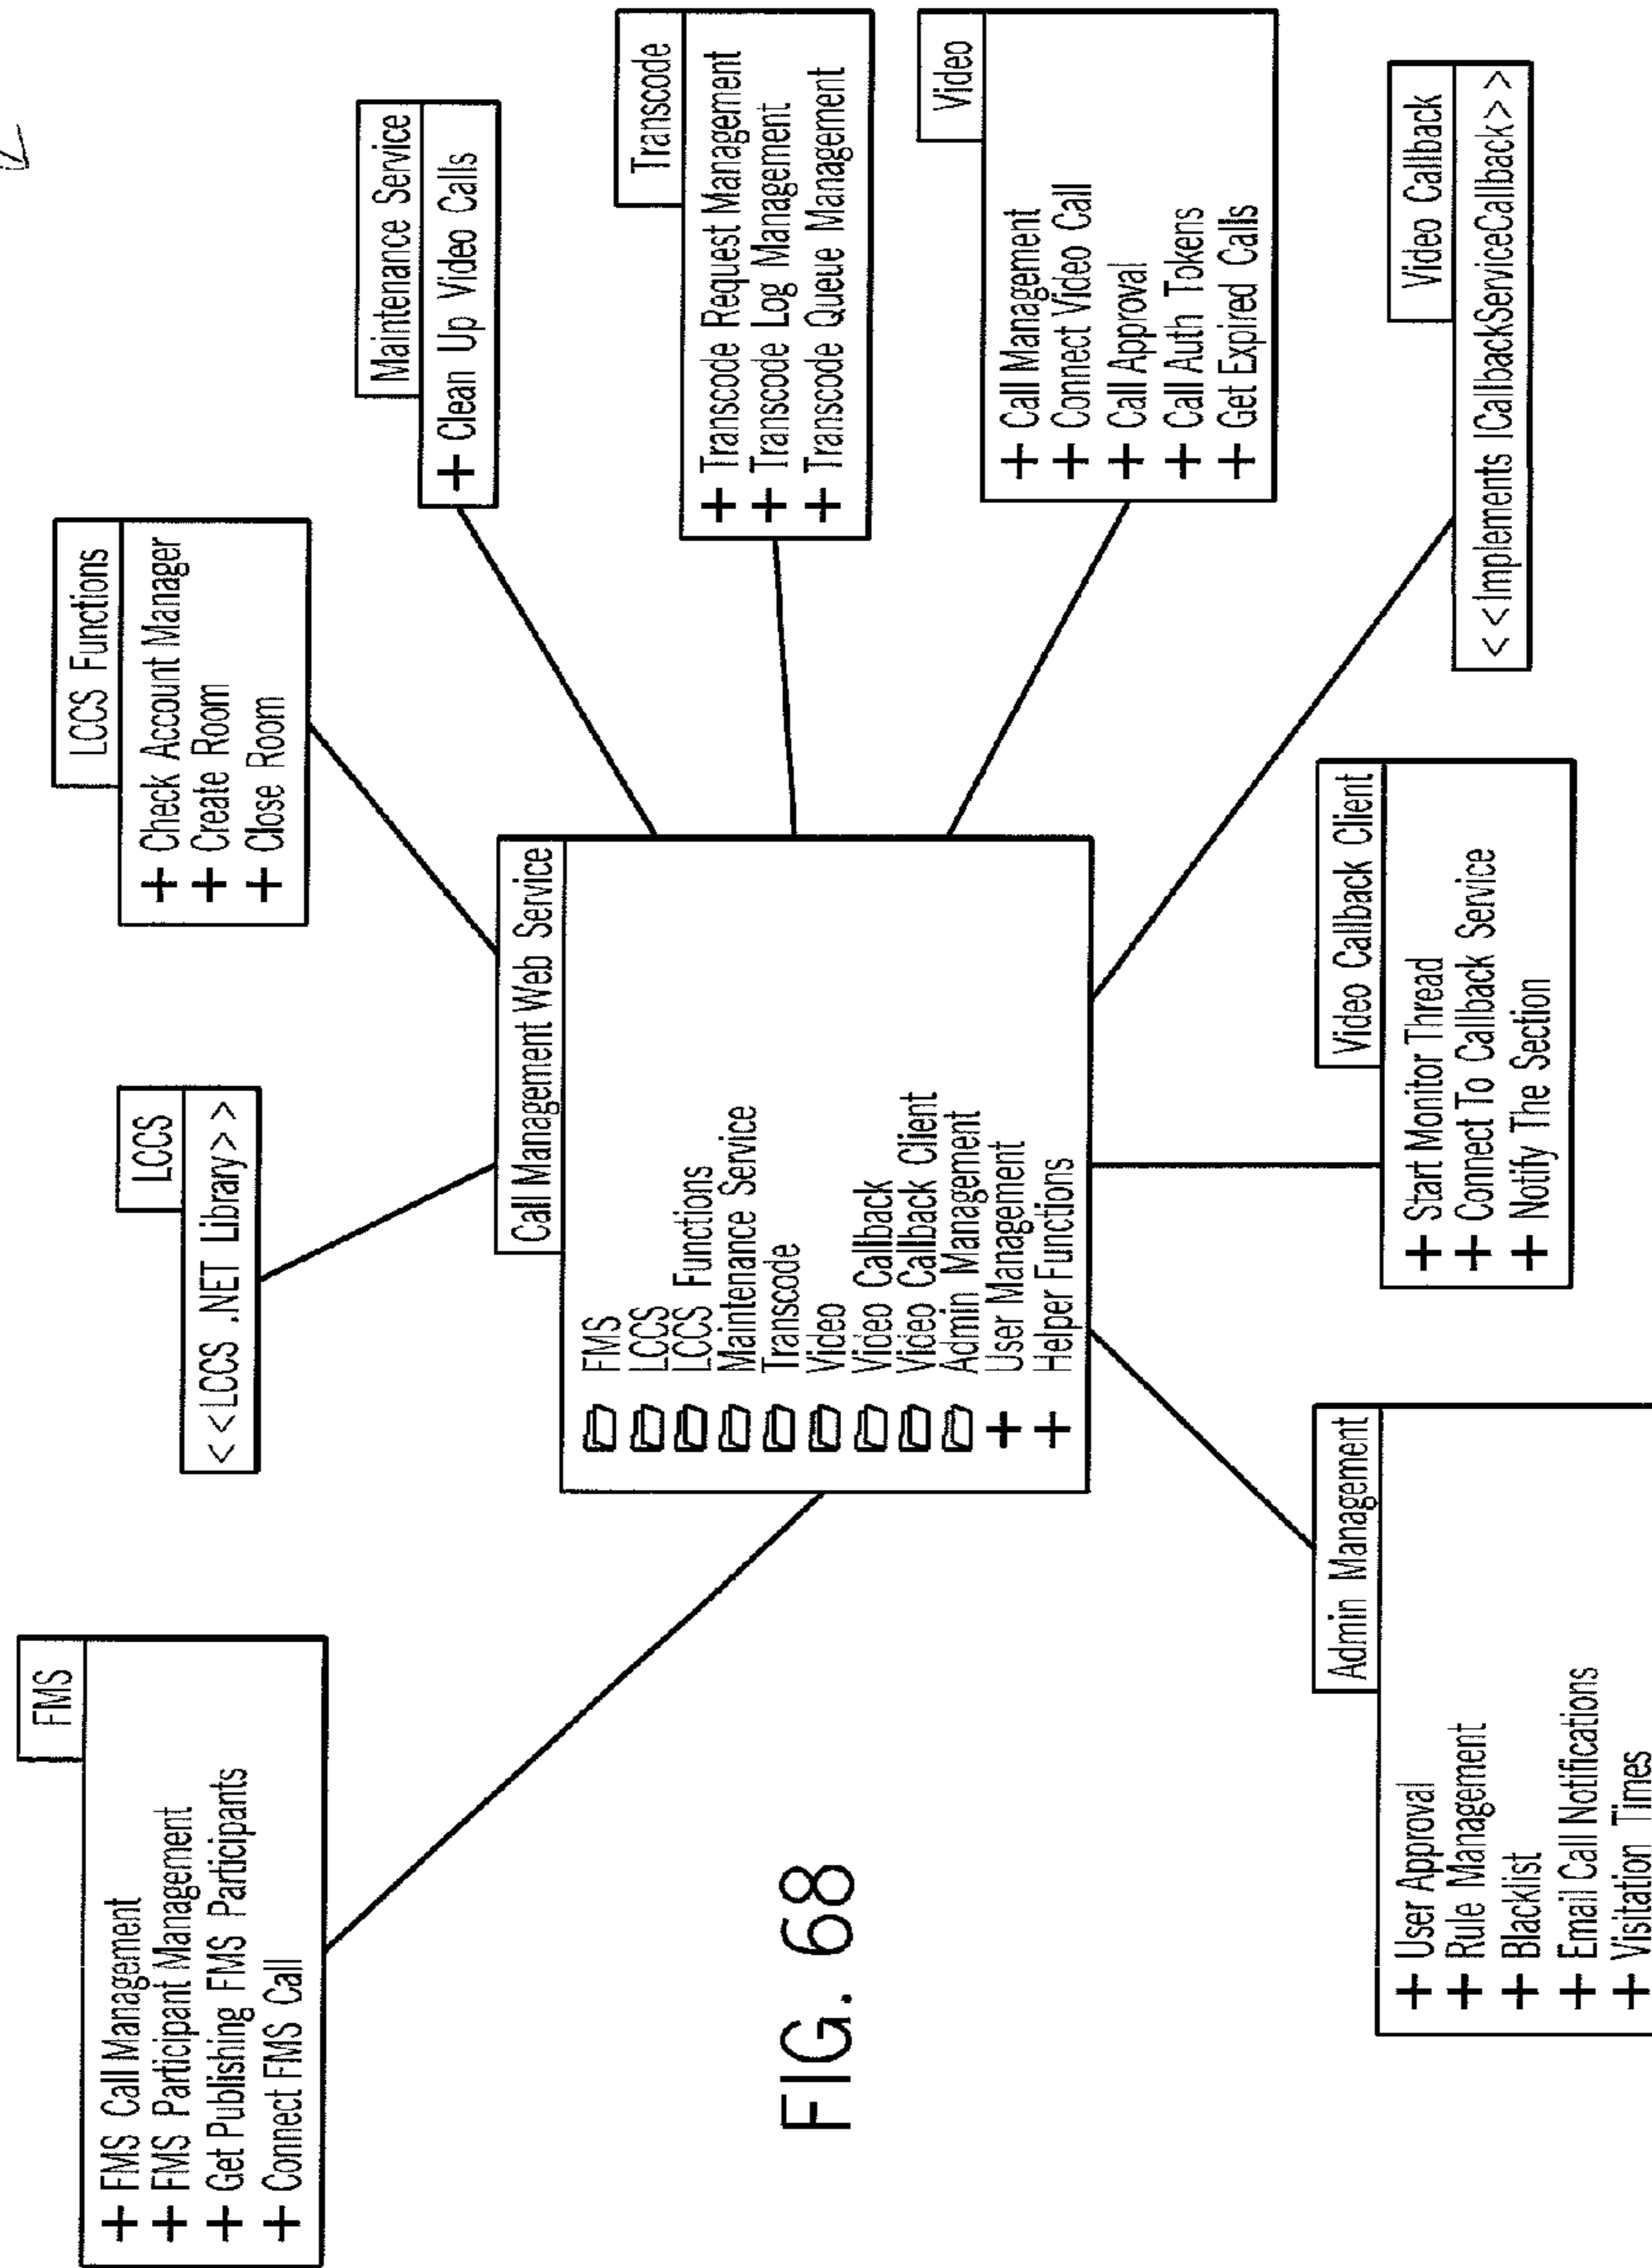 FMS
+ FMS Call Management
+ FMS Participant Management
+ Get Publishing FMS Participants
+ Connect FMS Call
LCCS
<<LCCS .NET Library>>
LCCS Functions
+ Check Account Manager
+ Create Room
+ Close Room
Maintenance Service
+ Clean Up Video Calls
Transcode
+ Transcode Request Management
+ Transcode Log Management
+ Transcode Queue Management
Video
+ Call Management
+ Connect Video Call
+ Call Approval
+ Call Auth Tokens
+ Get Expired Calls
Call Management Web Service
FMS
LCCS
LCCS Functions
Maintenance Service
Transcode
Video
Video Callback
Video Callback Client
Admin Management
+ User Management
+ Helper Functions
Video Callback
<<Implements ICallbackServiceCallback>>
Video Callback Client
+ Start Monitor Thread
+ Connect To Callback Service
+ Notify The Section
Admin Management
+ User Approval
+ Rule Management
+ Blacklist
+ Email Call Notifications
+ Visitation Times
FIG. 68